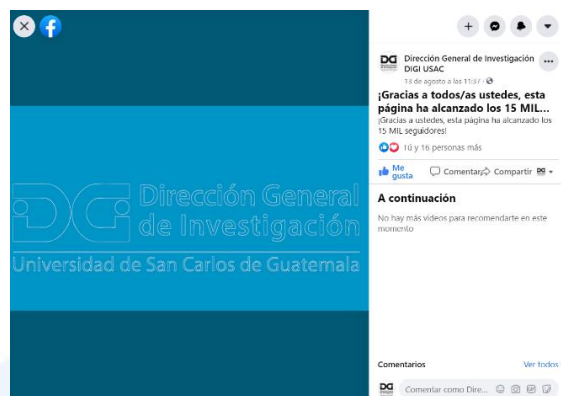 Dirección General
de Investigación
Universidad de San Carlos de Guatemala
Dirección General de Investigación
DIGI USAC
13 de agosto a las 11:37
¡Gracias a todos/as ustedes, esta
página ha alcanzado los 15 MIL...
¡Gracias a ustedes, esta página ha alcanzado los
15 MIL seguidores!
Tú y 16 personas más
Me gusta
Comentar
Compartir
A continuación
No hay más videos para recomendarte en este
momento
Comentarios
Ver todos
Comentar como Dire...